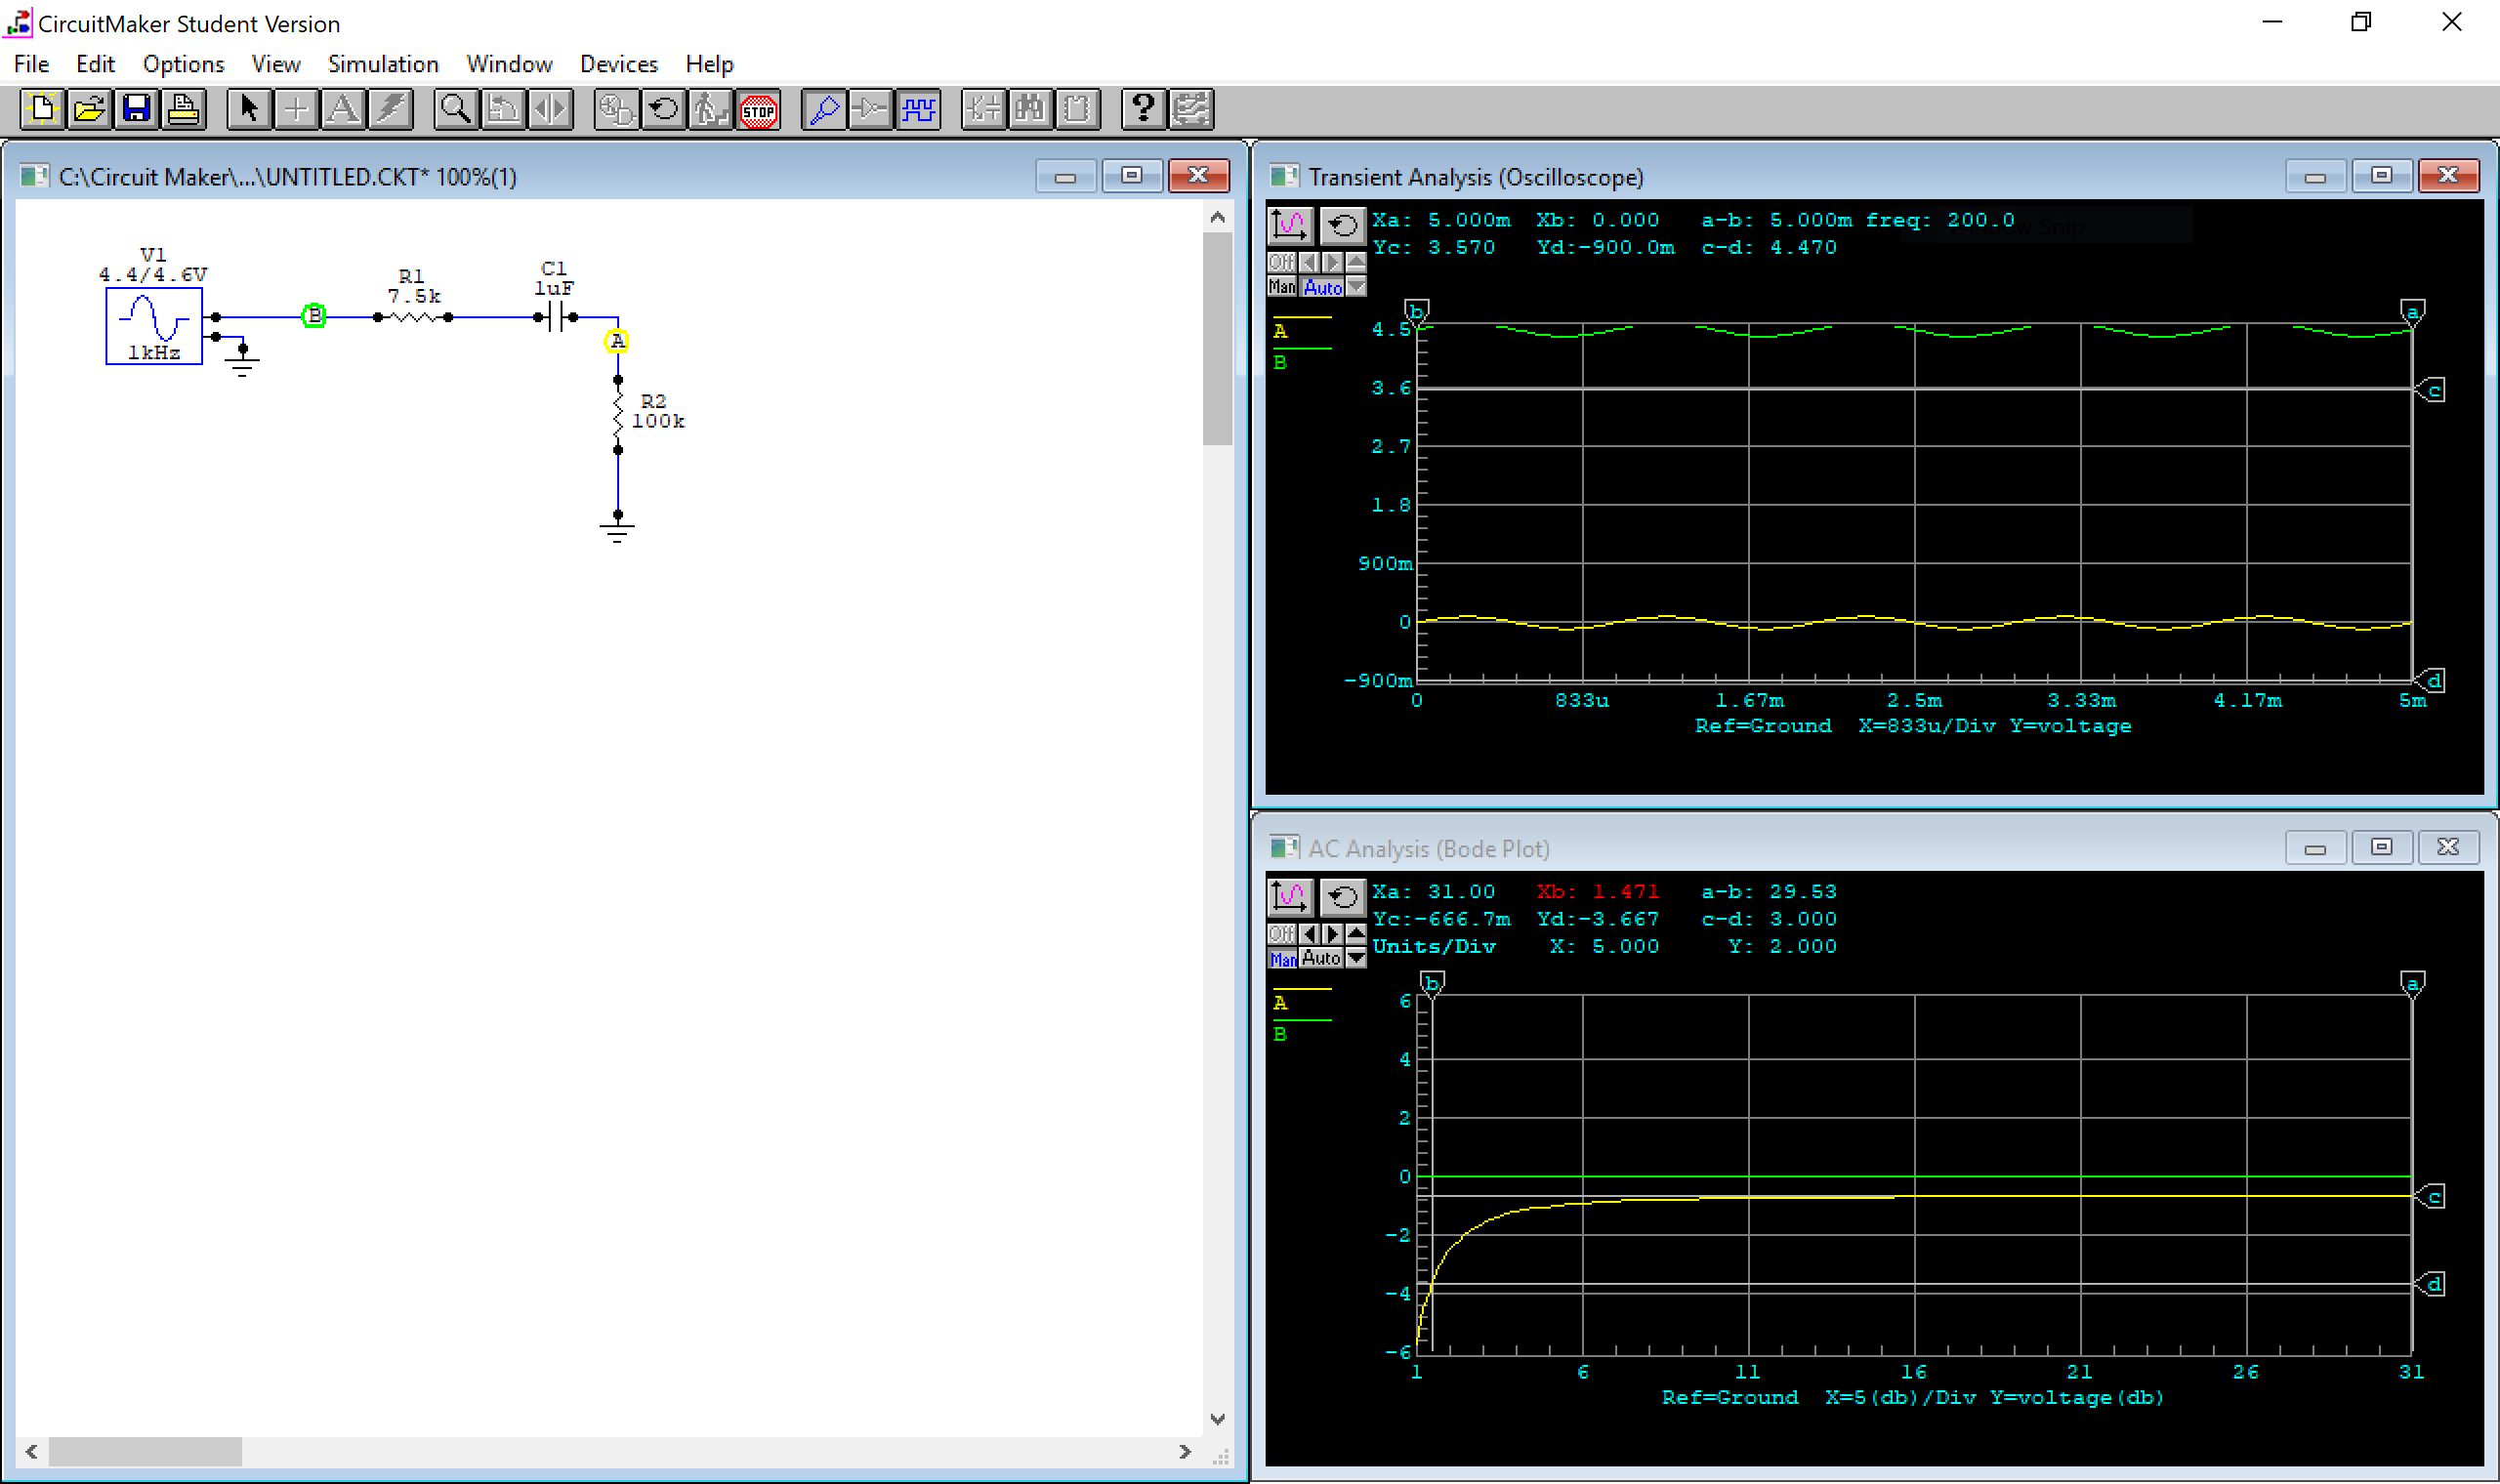 CircuitMaker Student Version
File Edit Options View Simulation Window Devices Help
STOP
C:\Circuit Maker\...\UNTITLED.CKT* 100%(1)
V1
4.4/4.6V
1kHz
B
R1
7.5k
C1
1uF
A
R2
100k
Transient Analysis (Oscilloscope)
Xa: 5.000m Xb: 0.000 a-b: 5.000m freq: 200.0
Yc: 3.570 Yd:-900.0m c-d: 4.470
Off
Man Auto
b a
A
B
4.5
3.6 c
2.7
1.8
900m
0
-900m d
0 833u 1.67m 2.5m 3.33m 4.17m 5m
Ref=Ground X=833u/Div Y=voltage
AC Analysis (Bode Plot)
Xa: 31.00 Xb: 1.471 a-b: 29.53
Yc:-666.7m Yd:-3.667 c-d: 3.000
Off
Man Auto
Units/Div X: 5.000 Y: 2.000
b a
A
B
6
4
2
0
c
-2
d
-4
-6
1 6 11 16 21 26 31
Ref=Ground X=5(db)/Div Y=voltage(db)